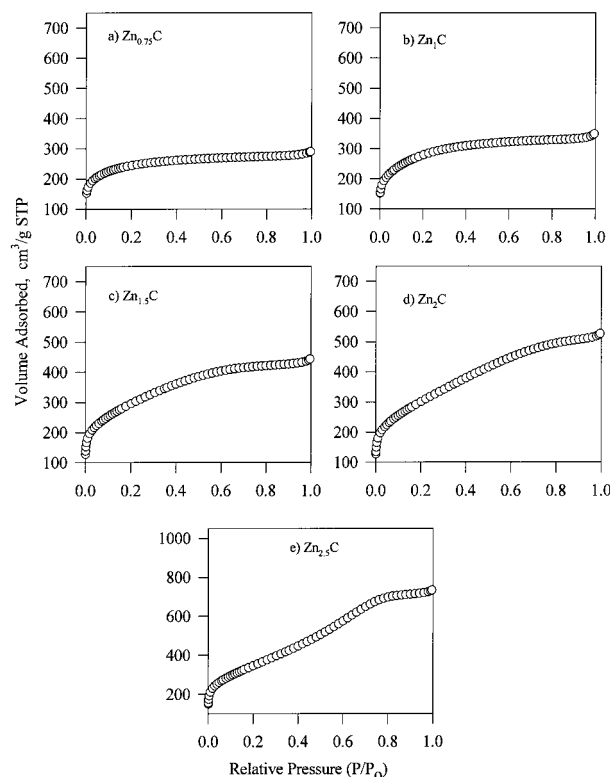 a) Zn0.75C
700
600
500
400
300
200
100
0.0 0.2 0.4 0.6 0.8 1.0
b) Zn1C
700
600
500
400
300
200
100
0.0 0.2 0.4 0.6 0.8 1.0
Volume Adsorbed, cm³/g STP
c) Zn1.5C
700
600
500
400
300
200
100
0.0 0.2 0.4 0.6 0.8 1.0
d) Zn2C
700
600
500
400
300
200
100
0.0 0.2 0.4 0.6 0.8 1.0
e) Zn2.5C
1000
800
600
400
200
0.0 0.2 0.4 0.6 0.8 1.0
Relative Pressure (P/PO)